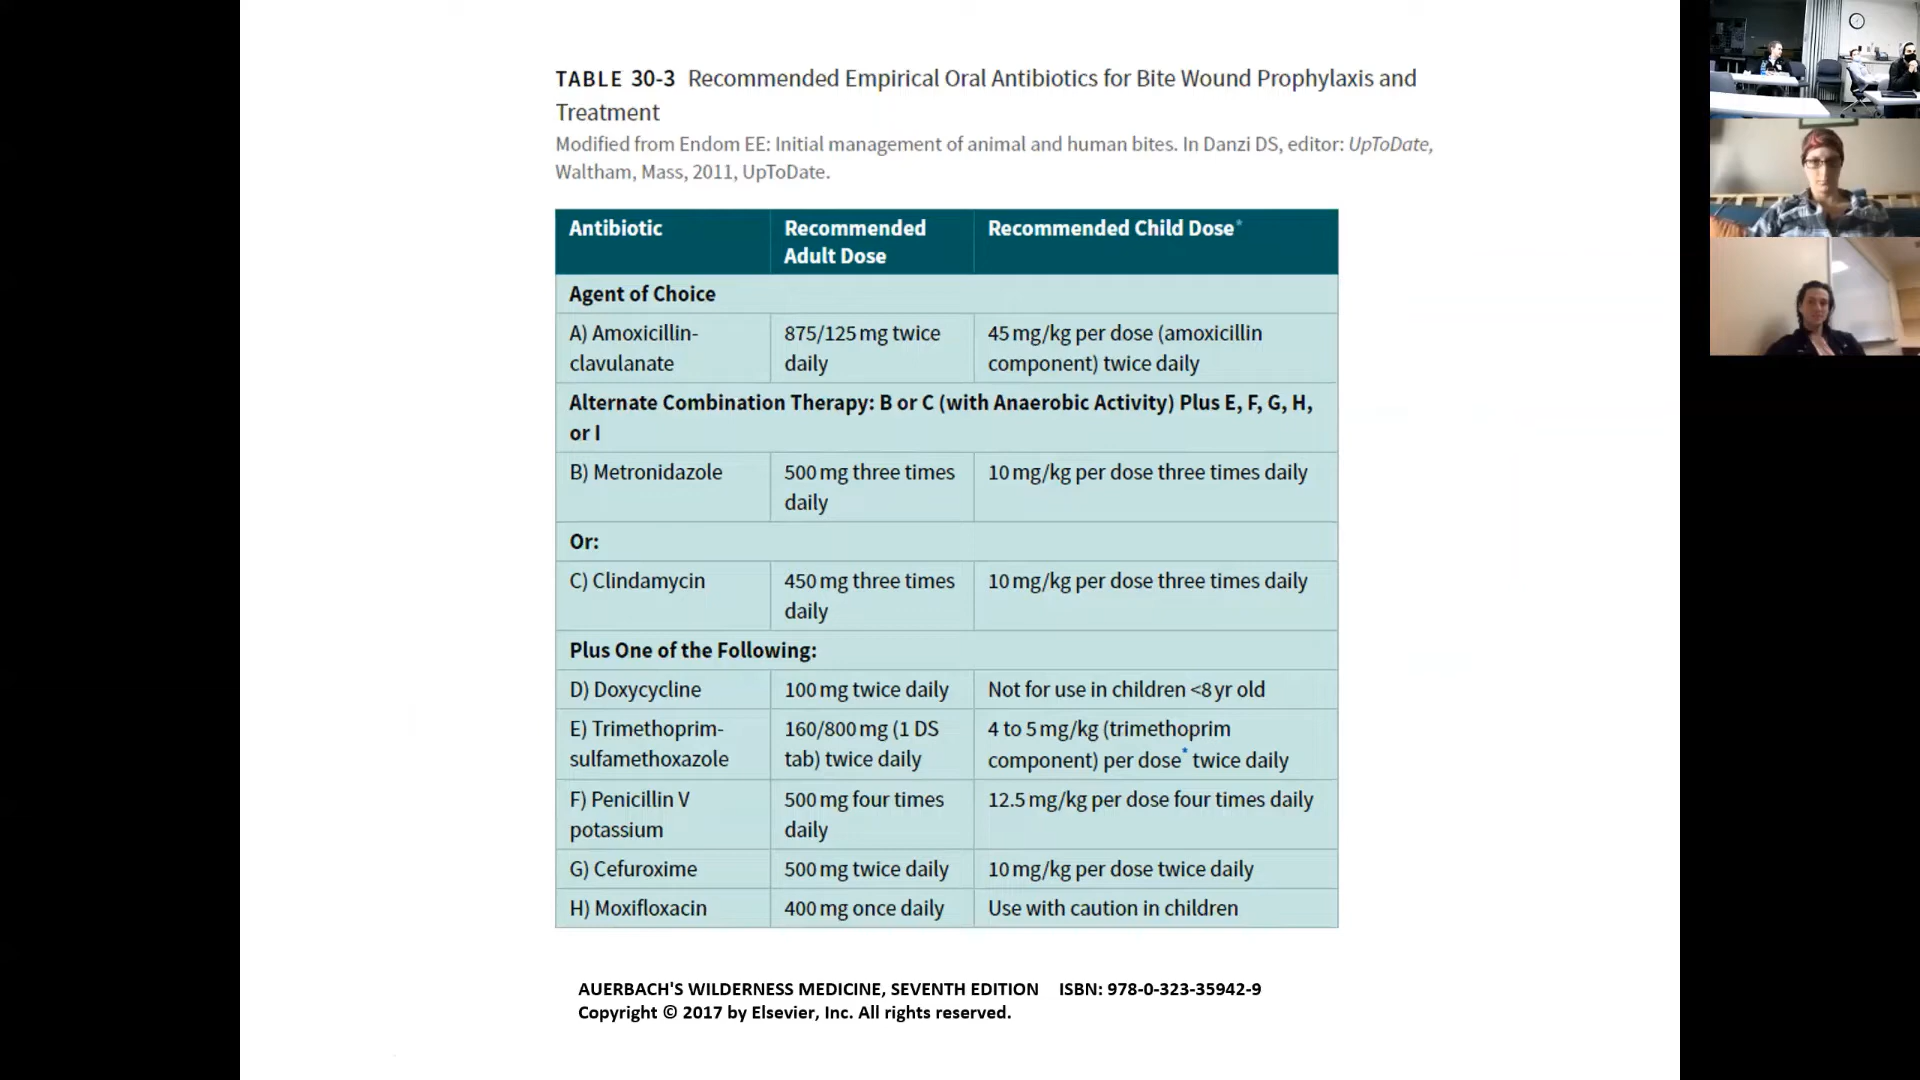 TABLE 30-3 Recommended Empirical Oral Antibiotics for Bite Wound Prophylaxis and
Treatment
Modified from Endom EE: Initial management of animal and human bites. In Danzi DS, editor: UpToDate,
Waltham, Mass, 2011, UpToDate.
Antibiotic
Recommended
Adult Dose
Recommended Child Dose*
Agent of Choice
A) Amoxicillin-
clavulanate
875/125 mg twice
daily
45 mg/kg per dose (amoxicillin
component) twice daily
Alternate Combination Therapy: B or C (with Anaerobic Activity) Plus E, F, G, H,
or I
B) Metronidazole
500 mg three times
daily
10 mg/kg per dose three times daily
Or:
C) Clindamycin
450 mg three times
daily
10 mg/kg per dose three times daily
Plus One of the Following:
D) Doxycycline
100 mg twice daily
Not for use in children <8 yr old
E) Trimethoprim-
sulfamethoxazole
160/800 mg (1 DS
tab) twice daily
4 to 5 mg/kg (trimethoprim
component) per dose* twice daily
F) Penicillin V
potassium
500 mg four times
daily
12.5 mg/kg per dose four times daily
G) Cefuroxime
500 mg twice daily
10 mg/kg per dose twice daily
H) Moxifloxacin
400 mg once daily
Use with caution in children
AUERBACH'S WILDERNESS MEDICINE, SEVENTH EDITION ISBN: 978-0-323-35942-9
Copyright © 2017 by Elsevier, Inc. All rights reserved.